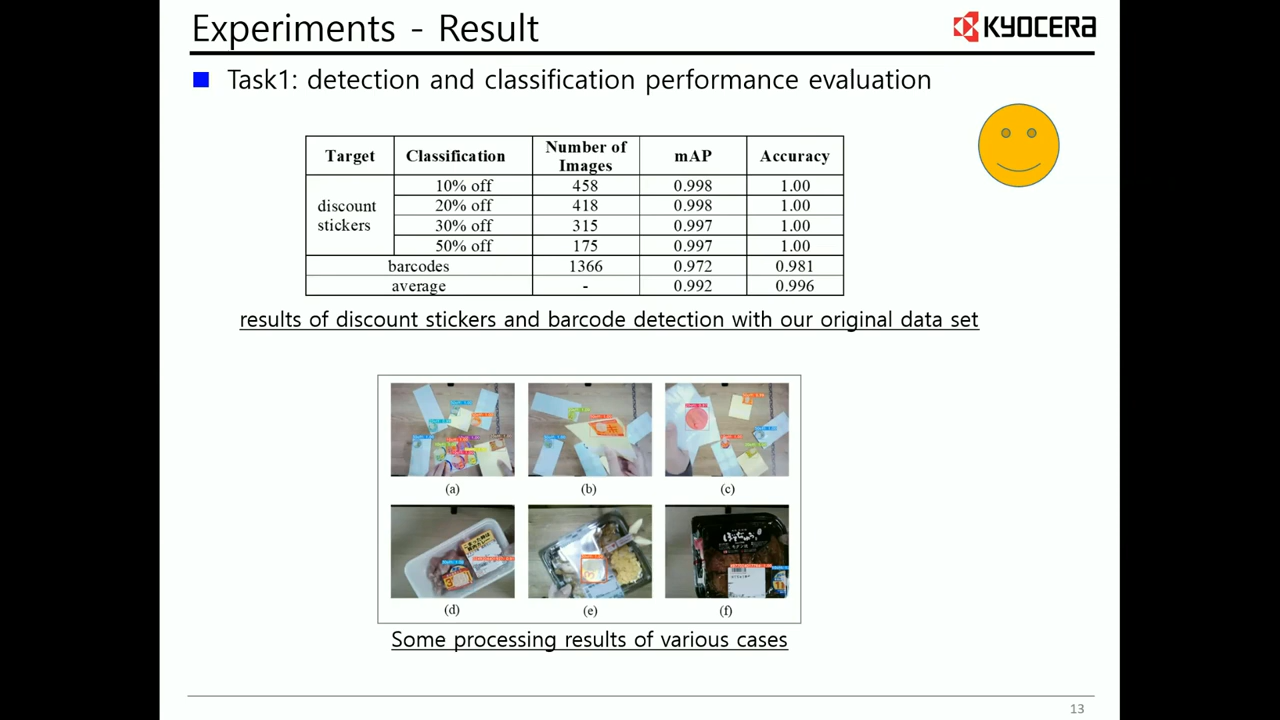 Experiments - Result
KYOCERA
Task1: detection and classification performance evaluation
Target Classification Number of Images mAP Accuracy
discount stickers
10% off 458 0.998 1.00
20% off 418 0.998 1.00
30% off 315 0.997 1.00
50% off 175 0.997 1.00
barcodes 1366 0.972 0.981
average - 0.992 0.996
results of discount stickers and barcode detection with our original data set
(a) (b) (c)
(d) (e) (f)
Some processing results of various cases
13